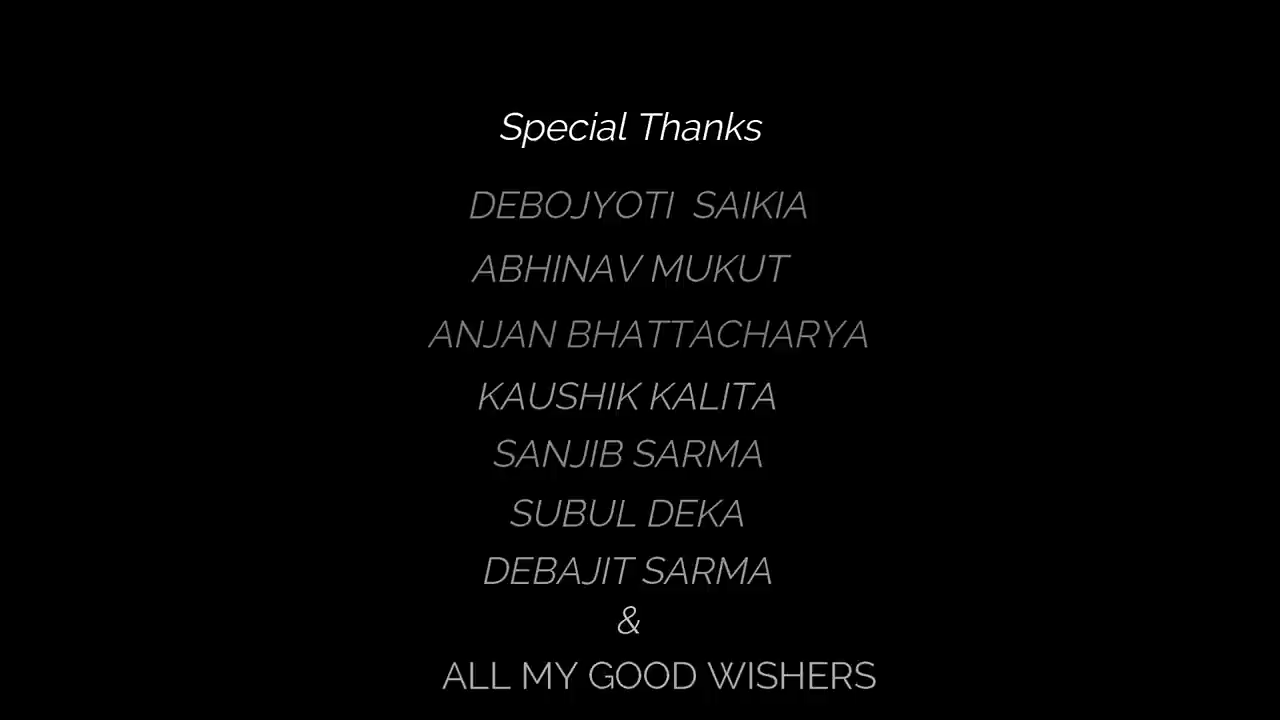 Special Thanks
DEBOJYOTI SAIKIA
ABHINAV MUKUT
ANJAN BHATTACHARYA
KAUSHIK KALITA
SANJIB SARMA
SUBUL DEKA
DEBAJIT SARMA
&
ALL MY GOOD WISHERS